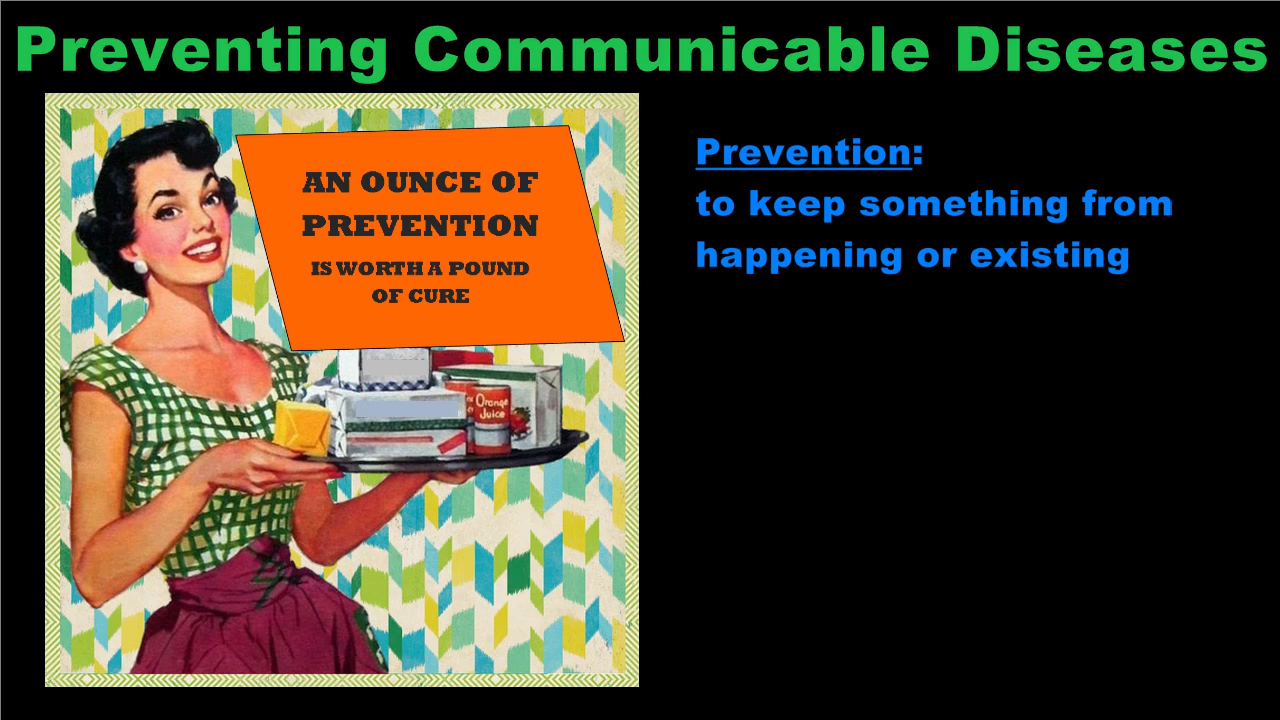 Preventing Communicable Diseases
AN OUNCE OF
PREVENTION
IS WORTH A POUND
OF CURE
Prevention:
to keep something from
happening or existing
Orange
Juice